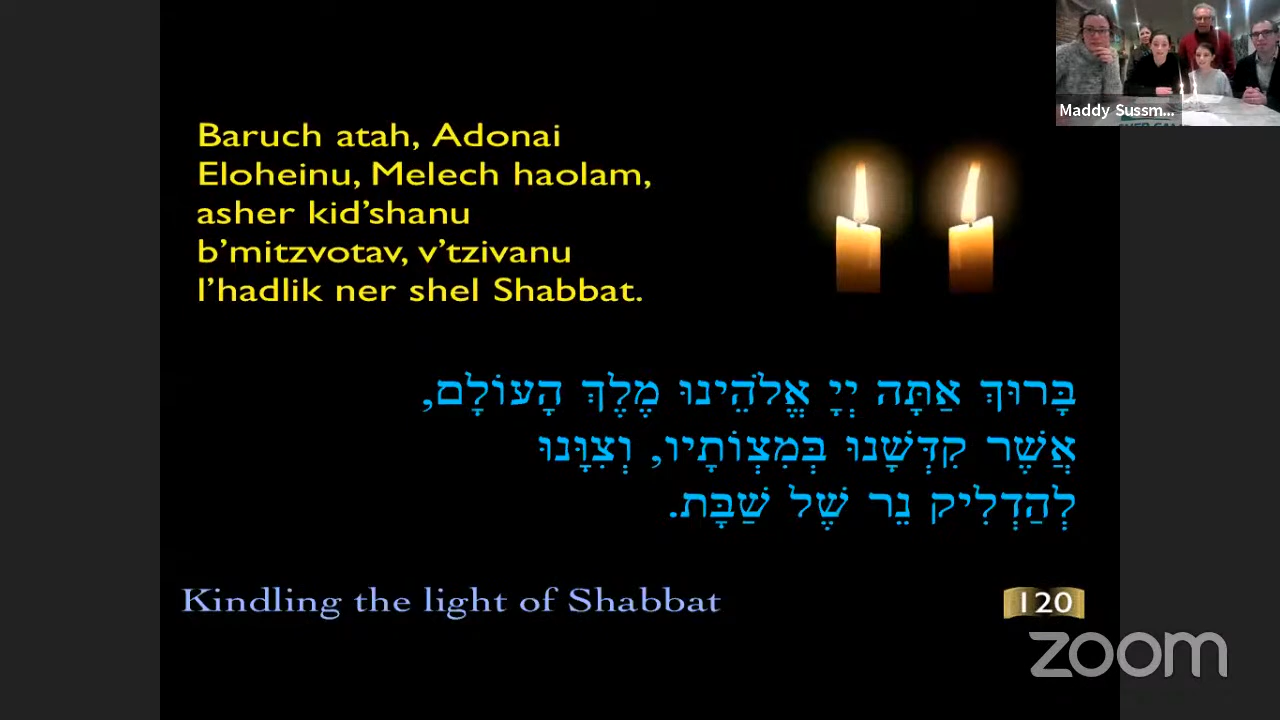 Maddy Sussm...
Baruch atah, Adonai
Eloheinu, Melech haolam,
asher kid’shanu
b’mitzvotav, v’tzivanu
l’hadlik ner shel Shabbat.
בָּרוּךְ אַתָּה יְיָ אֱלֹהֵינוּ מֶלֶךְ הָעוֹלָם,
אֲשֶׁר קִדְּשָׁנוּ בְּמִצְוֹתָיו, וְצִוָּנוּ
לְהַדְלִיק נֵר שֶׁל שַׁבָּת.
Kindling the light of Shabbat
120
zoom